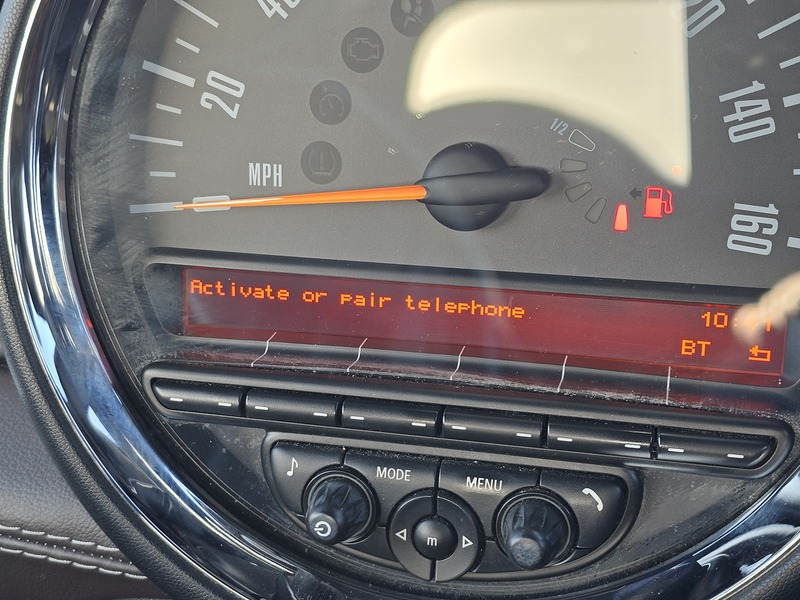 20
MPH
1/2
140
160
Activate or pair telephone
BT
MODE
MENU
m